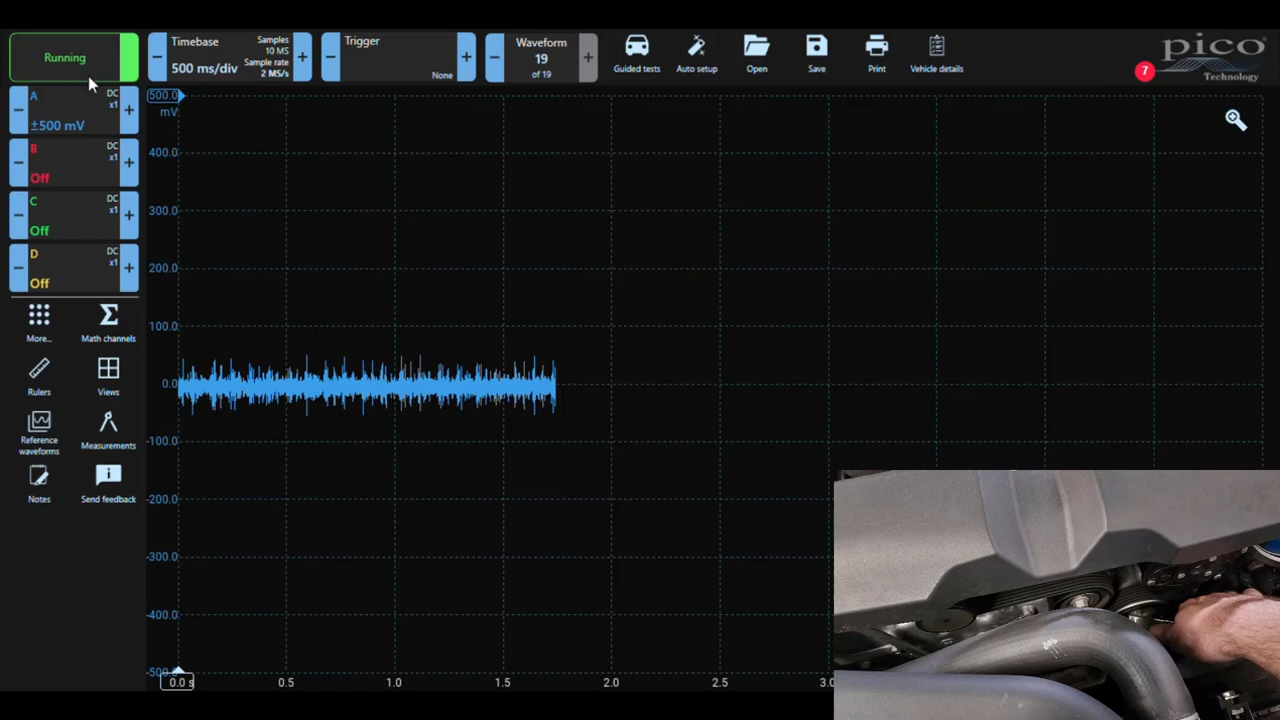 Running
Timebase
500 ms/div
Samples
10 MS
Sample rate
2 MS/s
Trigger
None
Waveform
19
of 19
Guided tests
Auto setup
Open
Save
Print
Vehicle details
7
pico
Technology
A
DC
x1
±500 mV
B
DC
x1
Off
C
DC
x1
Off
D
DC
x1
Off
More...
Math channels
Rulers
Views
Reference
waveforms
Measurements
Notes
Send feedback
500.0
mV
400.0
300.0
200.0
100.0
0.0
-100.0
-200.0
-300.0
-400.0
0.0 s
0.5
1.0
1.5
2.0
2.5